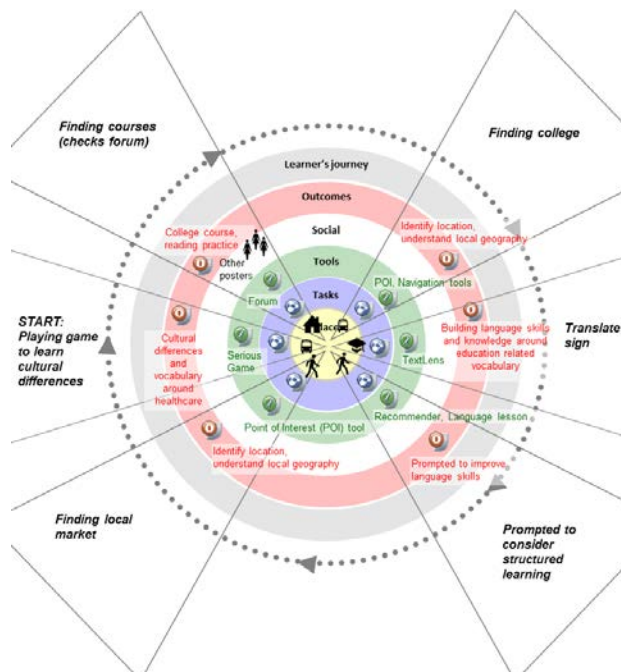 Finding courses
(checks forum)
Finding college
Learner's journey
Outcomes
College course,
reading practice
Social
Identify location,
understand local geography
Other
posters
Tools
Forum
Tasks
POI, Navigation tools
START:
Playing game
to learn
cultural
differences
Cultural
differences
and
vocabulary
around
healthcare
Serious
Game
TextLens
Building language skills
and knowledge around
education related
vocabulary
Translate
sign
Point of Interest (POI) tool
Recommender, Language lesson
Identify location,
understand local geography
Prompted to improve
language skills
Finding local
market
Prompted to
consider
structured
learning